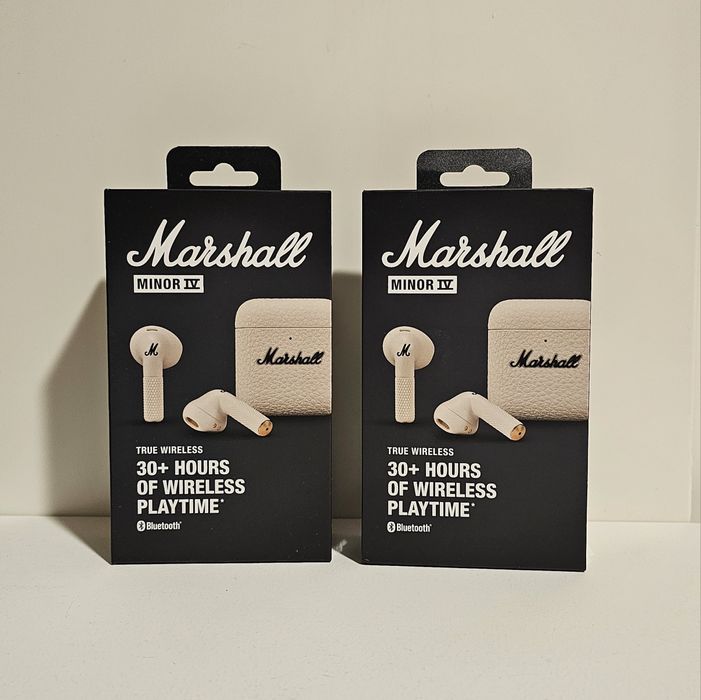 Marshall
MINOR IV
M
Marshall
TRUE WIRELESS
30+ HOURS
OF WIRELESS
PLAYTIME*
Bluetooth®
Marshall
MINOR IV
M
Marshall
TRUE WIRELESS
30+ HOURS
OF WIRELESS
PLAYTIME*
Bluetooth®